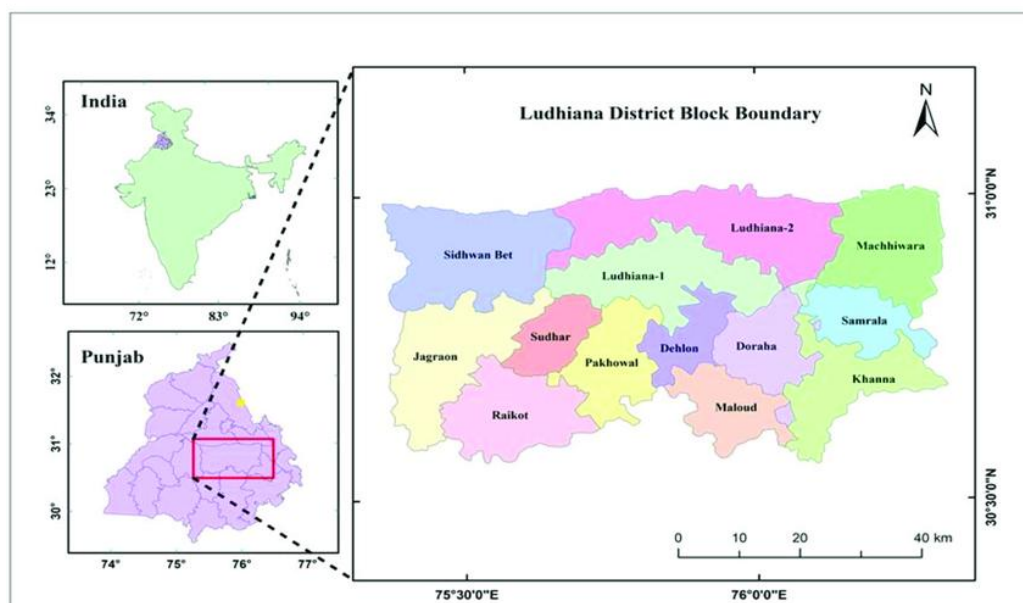 India
34°
23°
12°
72°
83°
94°
Punjab
32°
31°
30°
74°
75°
76°
77°
Ludhiana District Block Boundary
N
31°0'0"N
30°30'0"N
Ludhiana-2
Machhiwara
Sidhwan Bet
Ludhiana-1
Samrala
Sudhar
Jagraon
Pakhowal
Dehlon
Doraha
Khanna
Raikot
Maloud
0 10 20 40 km
75°30'0"E
76°0'0"E